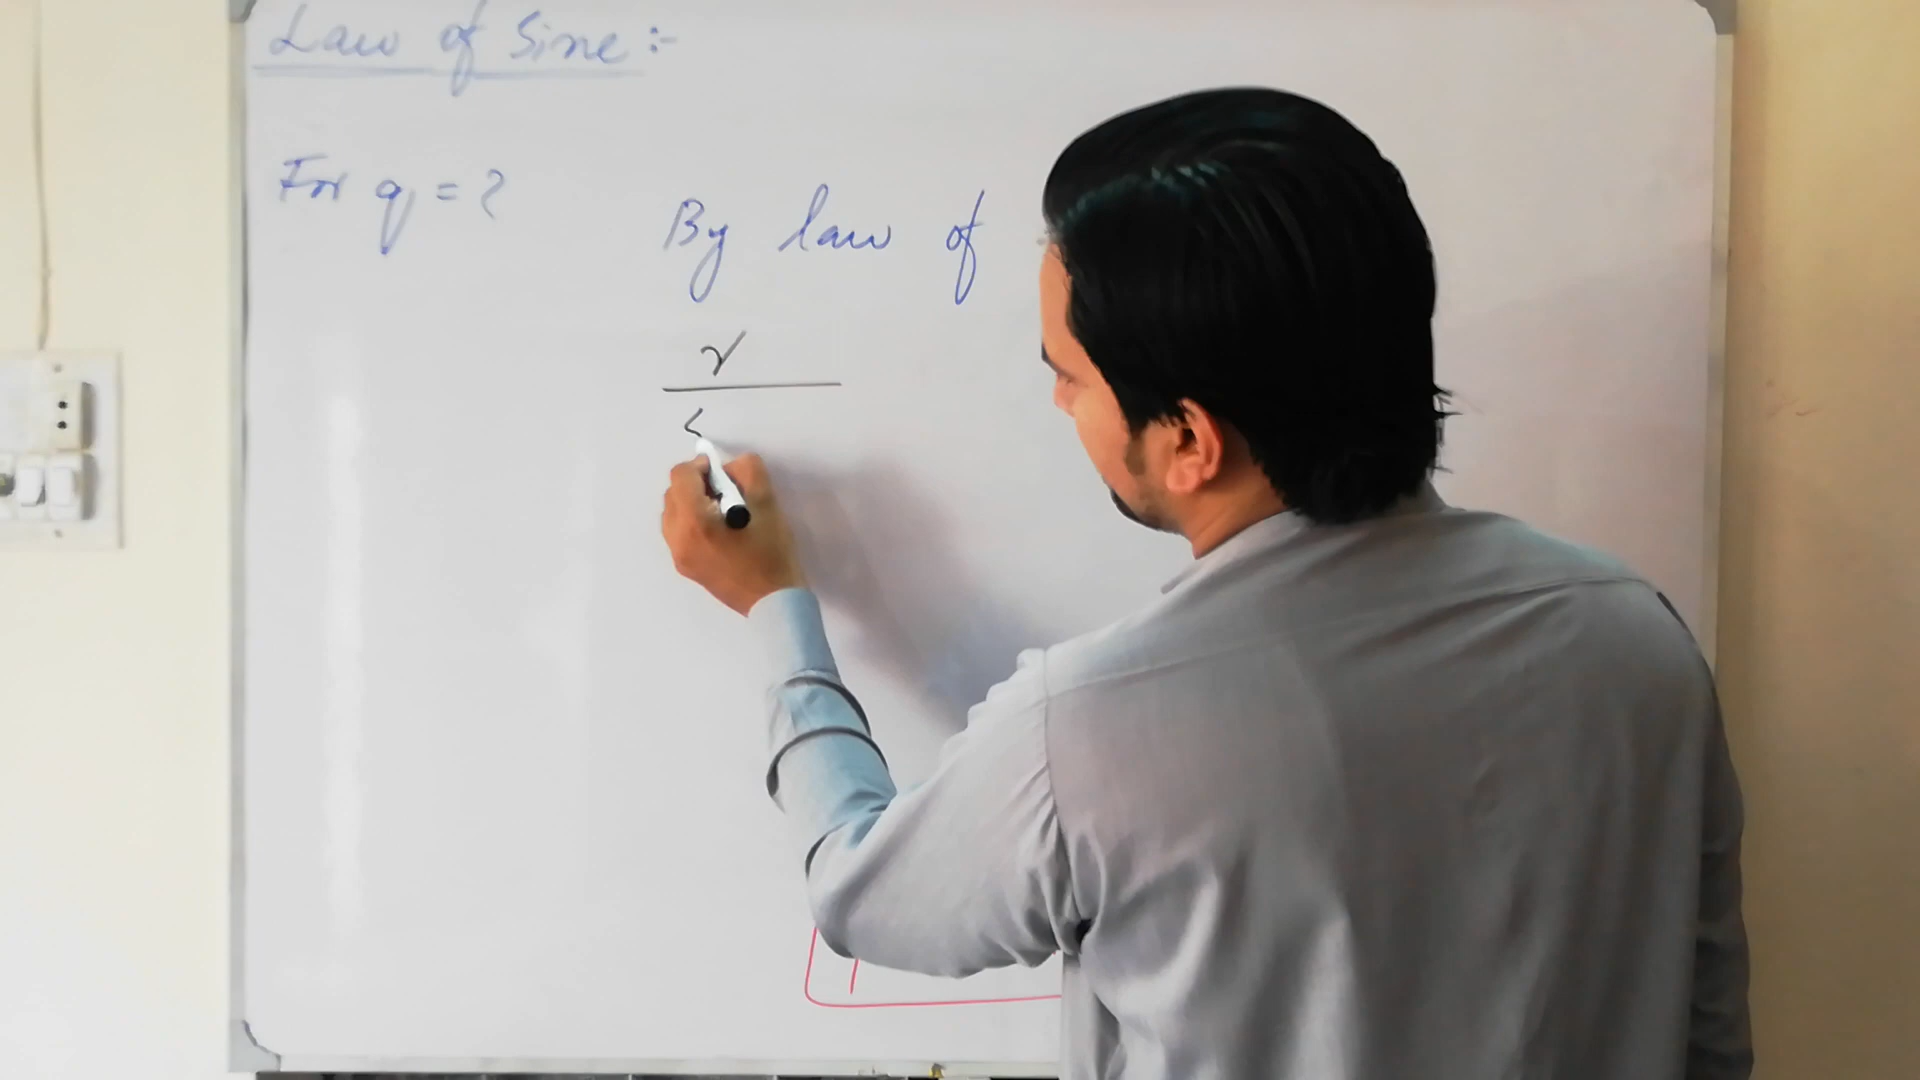 Law of Sine :-
For q = ?
By law of
r